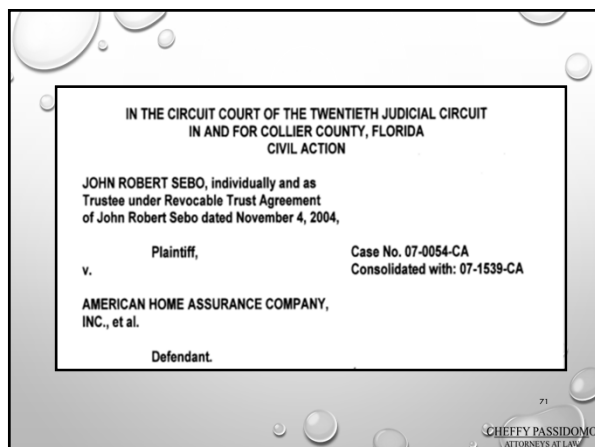 IN THE CIRCUIT COURT OF THE TWENTIETH JUDICIAL CIRCUIT
IN AND FOR COLLIER COUNTY, FLORIDA
CIVIL ACTION
JOHN ROBERT SEBO, individually and as
Trustee under Revocable Trust Agreement
of John Robert Sebo dated November 4, 2004,
Plaintiff, Case No. 07-0054-CA
v. Consolidated with: 07-1539-CA
AMERICAN HOME ASSURANCE COMPANY,
INC., et al.
Defendant.
71
CHEFFY PASSIDOMO
ATTORNEYS AT LAW